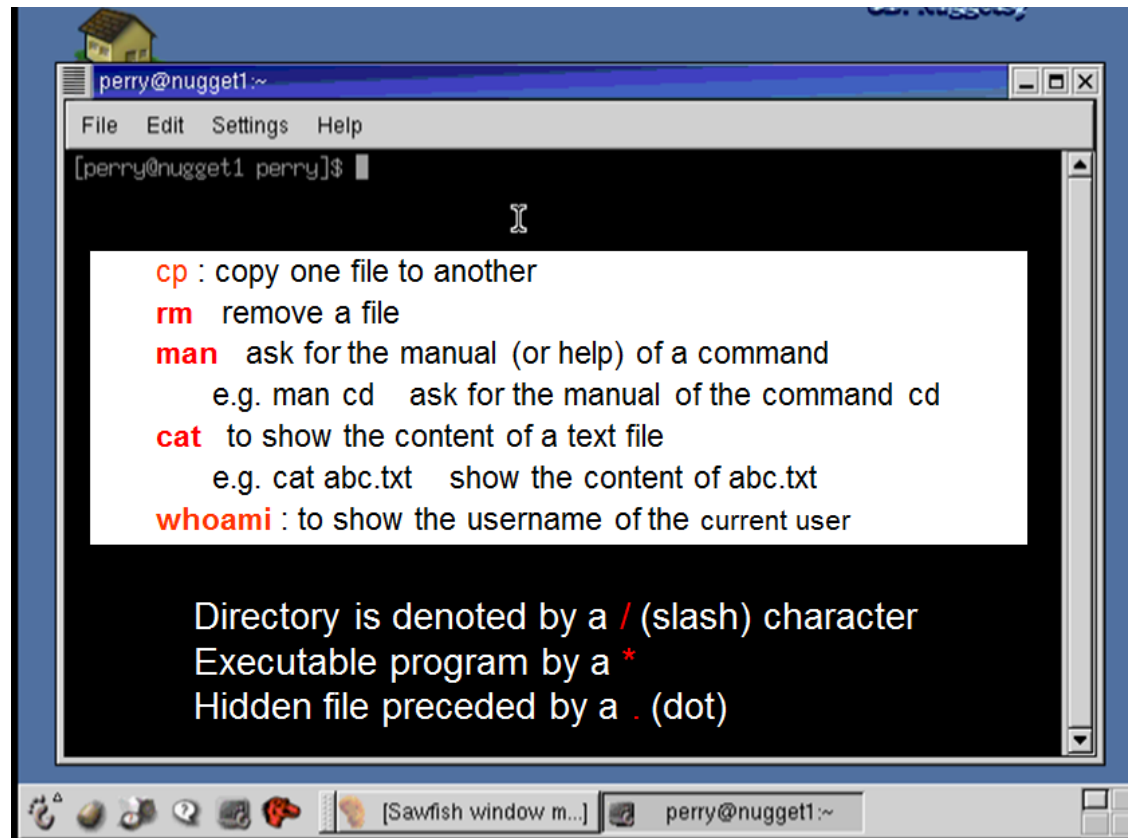 perry@nugget1:~
File Edit Settings Help
[perry@nugget1 perry]$
cp : copy one file to another
rm remove a file
man ask for the manual (or help) of a command
e.g. man cd ask for the manual of the command cd
cat to show the content of a text file
e.g. cat abc.txt show the content of abc.txt
whoami : to show the username of the current user
Directory is denoted by a / (slash) character
Executable program by a *
Hidden file preceded by a . (dot)
[Sawfish window m...] perry@nugget1:~